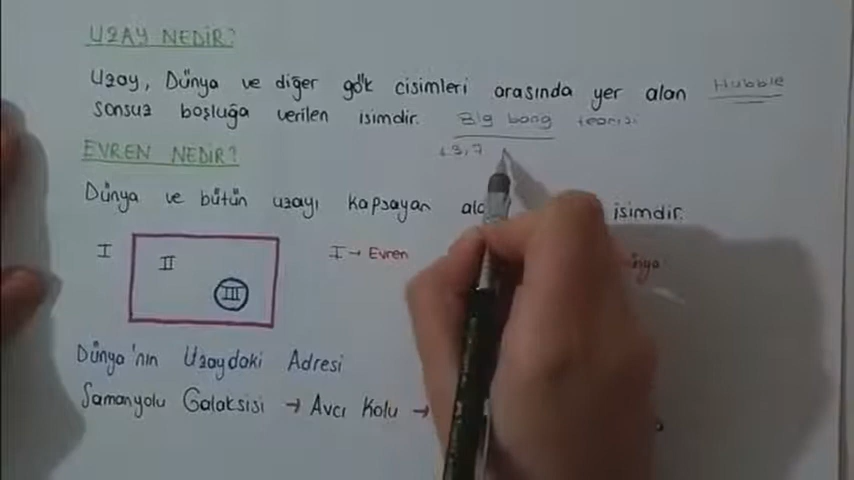 UZAY NEDİR?
Uzay, Dünya ve diğer gök cisimleri arasında yer alan Hubble
sonsuz boşluğa verilen isimdir. Big bang teorisi
13,7
EVREN NEDİR?
Dünya ve bütün uzayı kapsayan isimdir.
I II III I → Evren
Dünya'nın Uzaydaki Adresi
Samanyolu Galaksisi → Avcı Kolu →